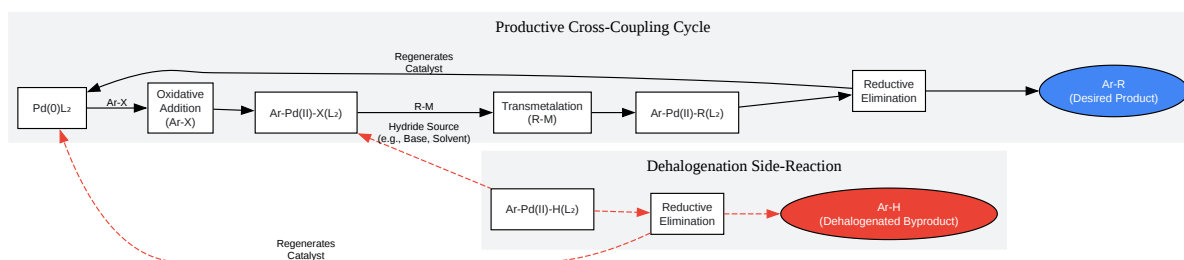 Productive Cross-Coupling Cycle
Regenerates
Catalyst
Pd(0)L₂
Ar-X
Oxidative
Addition
(Ar-X)
Ar-Pd(II)-X(L₂)
R-M
Hydride Source
(e.g., Base, Solvent)
Transmetalation
(R-M)
Ar-Pd(II)-R(L₂)
Reductive
Elimination
Ar-R
(Desired Product)
Dehalogenation Side-Reaction
Ar-Pd(II)-H(L₂)
Reductive
Elimination
Ar-H
(Dehalogenated Byproduct)
Regenerates
Catalyst